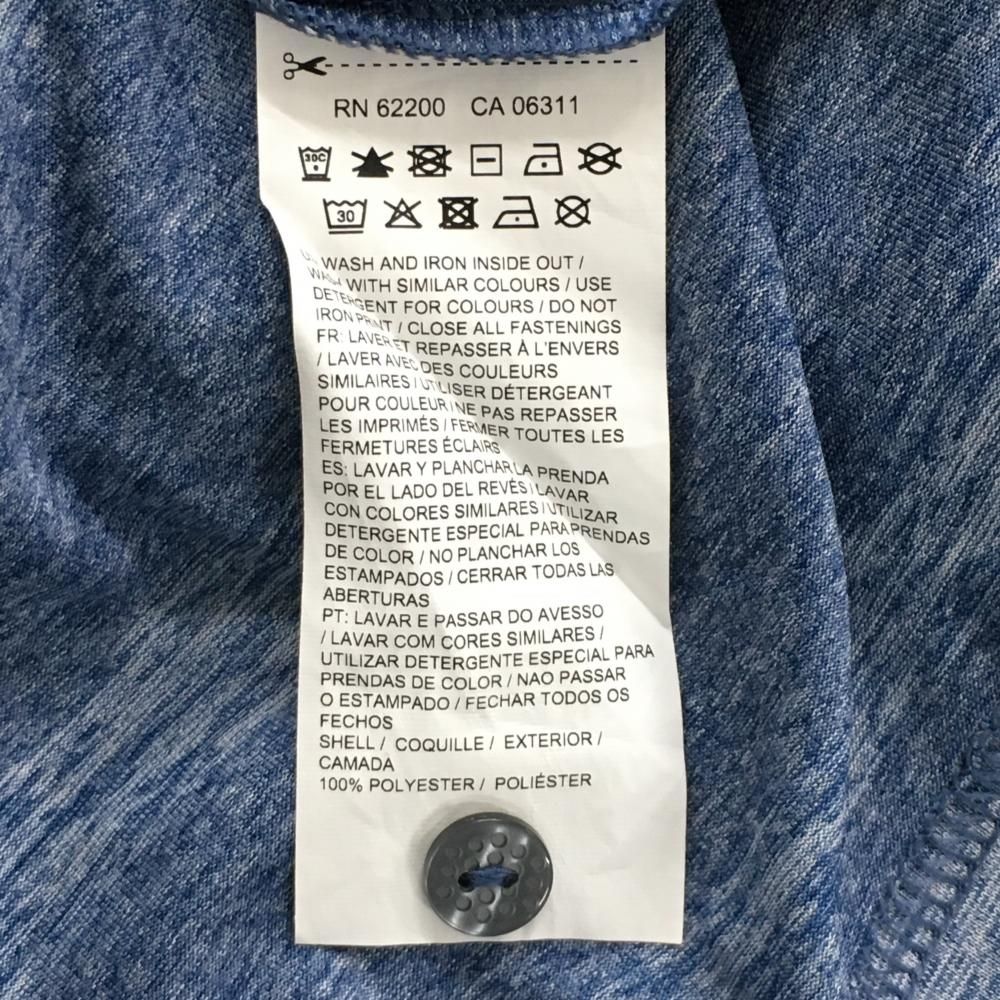 RN 62200 CA 06311
30C
30
WASH AND IRON INSIDE OUT /
WASH WITH SIMILAR COLOURS / USE
DETERGENT FOR COLOURS / DO NOT
IRON PRINT / CLOSE ALL FASTENINGS
FR: LAVER ET REPASSER À L'ENVERS
/ LAVER AVEC DES COULEURS
SIMILAIRES / UTILISER DÉTERGEANT
POUR COULEUR / NE PAS REPASSER
LES IMPRIMÉS / FERMER TOUTES LES
FERMETURES ÉCLAIRS
ES: LAVAR Y PLANCHAR LA PRENDA
POR EL LADO DEL REVÉS / LAVAR
CON COLORES SIMILARES / UTILIZAR
DETERGENTE ESPECIAL PARA PRENDAS
DE COLOR / NO PLANCHAR LOS
ESTAMPADOS / CERRAR TODAS LAS
ABERTURAS
PT: LAVAR E PASSAR DO AVESSO
/ LAVAR COM CORES SIMILARES /
UTILIZAR DETERGENTE ESPECIAL PARA
PRENDAS DE COLOR / NAO PASSAR
O ESTAMPADO / FECHAR TODOS OS
FECHOS
SHELL / COQUILLE / EXTERIOR /
CAMADA
100% POLYESTER / POLIÉSTER